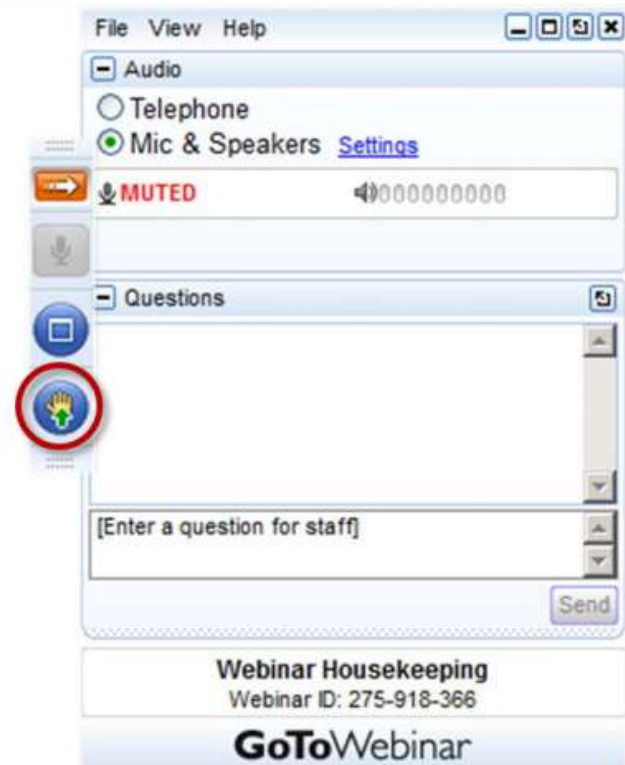 File View Help
Audio
Telephone
Mic & Speakers Settings
MUTED
Questions
[Enter a question for staff]
Send
Webinar Housekeeping
Webinar ID: 275-918-366
GoToWebinar